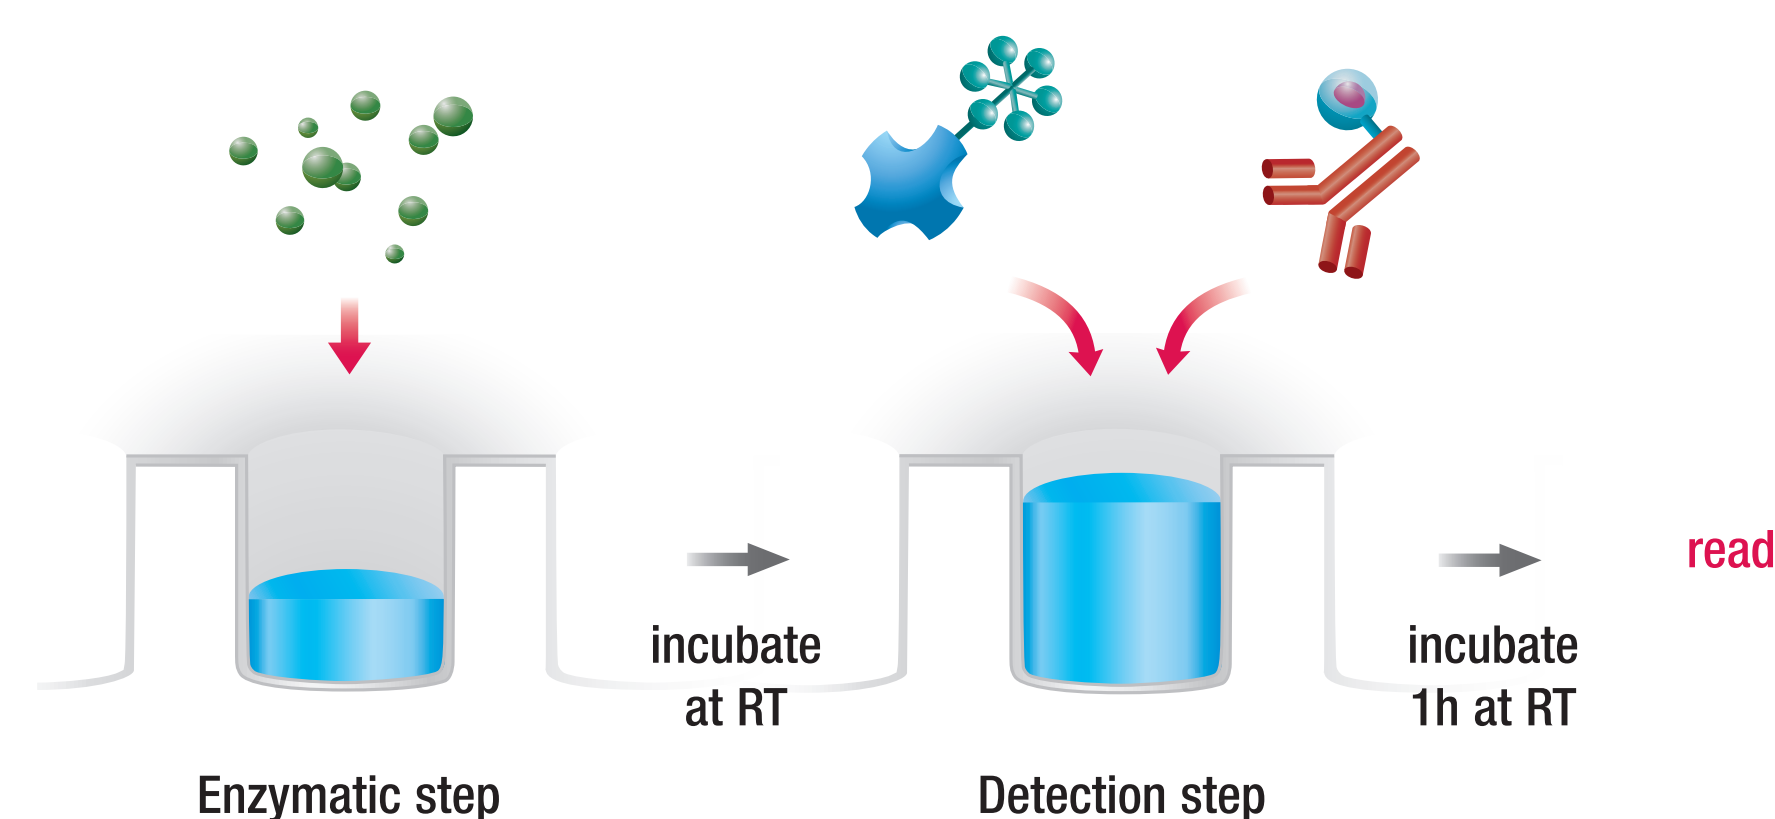 read
incubate
at RT
incubate
1h at RT
Enzymatic step
Detection step